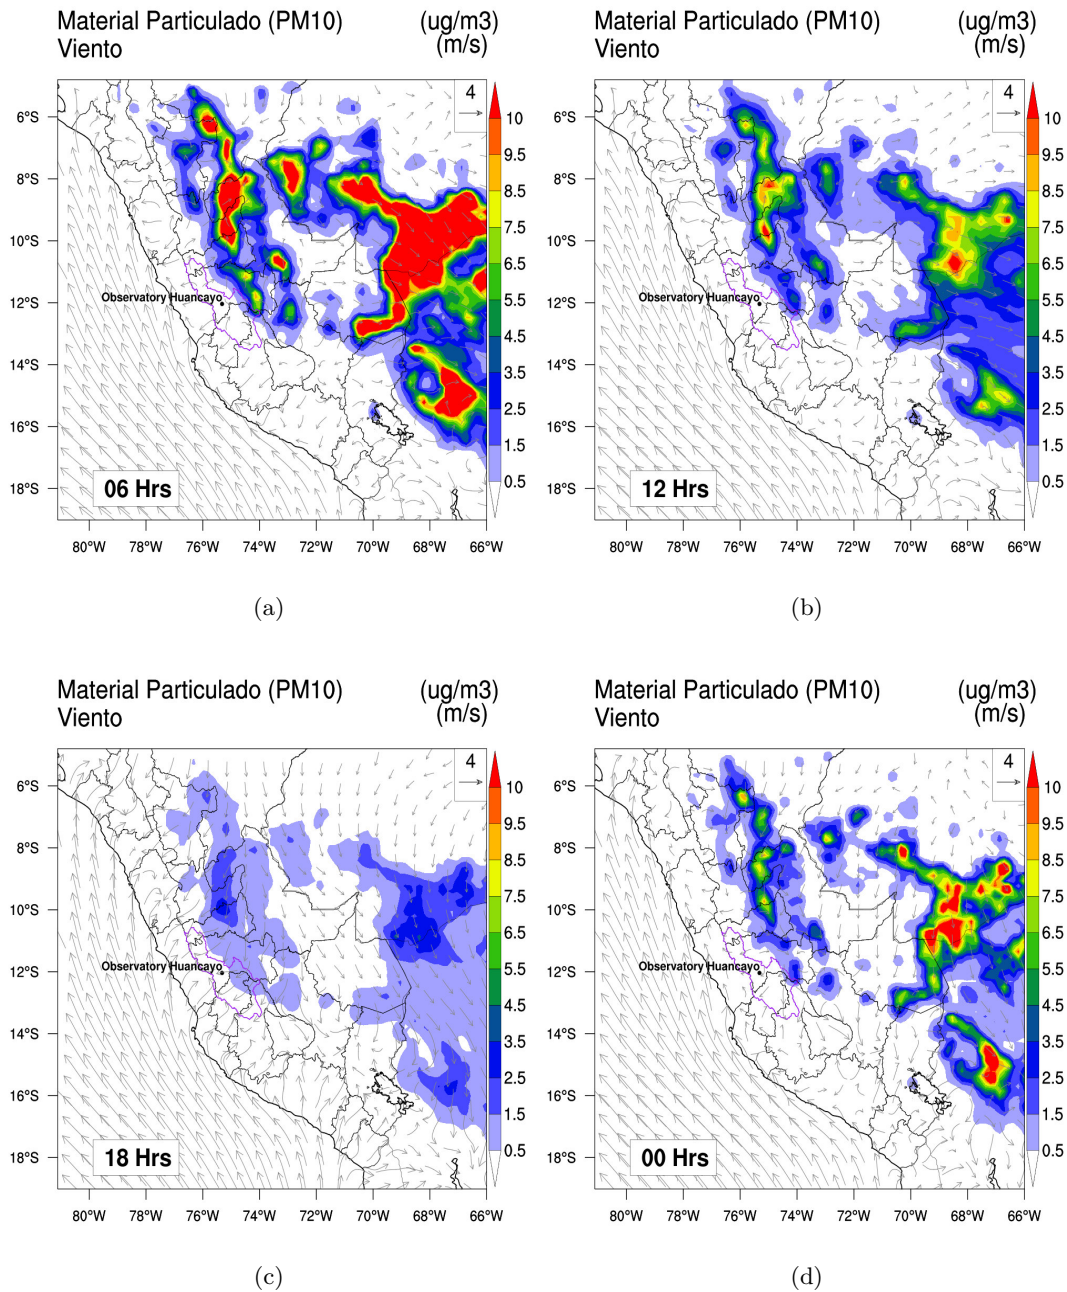 Material Particulado (PM10) (ug/m3)
Viento (m/s)
4
6°S
8°S
10°S
12°S
14°S
16°S
18°S
Observatory Huancayo
06 Hrs
80°W 78°W 76°W 74°W 72°W 70°W 68°W 66°W
10
9.5
8.5
7.5
6.5
5.5
4.5
3.5
2.5
1.5
0.5
(a)
Material Particulado (PM10) (ug/m3)
Viento (m/s)
4
6°S
8°S
10°S
12°S
14°S
16°S
18°S
Observatory Huancayo
12 Hrs
80°W 78°W 76°W 74°W 72°W 70°W 68°W 66°W
10
9.5
8.5
7.5
6.5
5.5
4.5
3.5
2.5
1.5
0.5
(b)
Material Particulado (PM10) (ug/m3)
Viento (m/s)
4
6°S
8°S
10°S
12°S
14°S
16°S
18°S
Observatory Huancayo
18 Hrs
80°W 78°W 76°W 74°W 72°W 70°W 68°W 66°W
10
9.5
8.5
7.5
6.5
5.5
4.5
3.5
2.5
1.5
0.5
(c)
Material Particulado (PM10) (ug/m3)
Viento (m/s)
4
6°S
8°S
10°S
12°S
14°S
16°S
18°S
Observatory Huancayo
00 Hrs
80°W 78°W 76°W 74°W 72°W 70°W 68°W 66°W
10
9.5
8.5
7.5
6.5
5.5
4.5
3.5
2.5
1.5
0.5
(d)